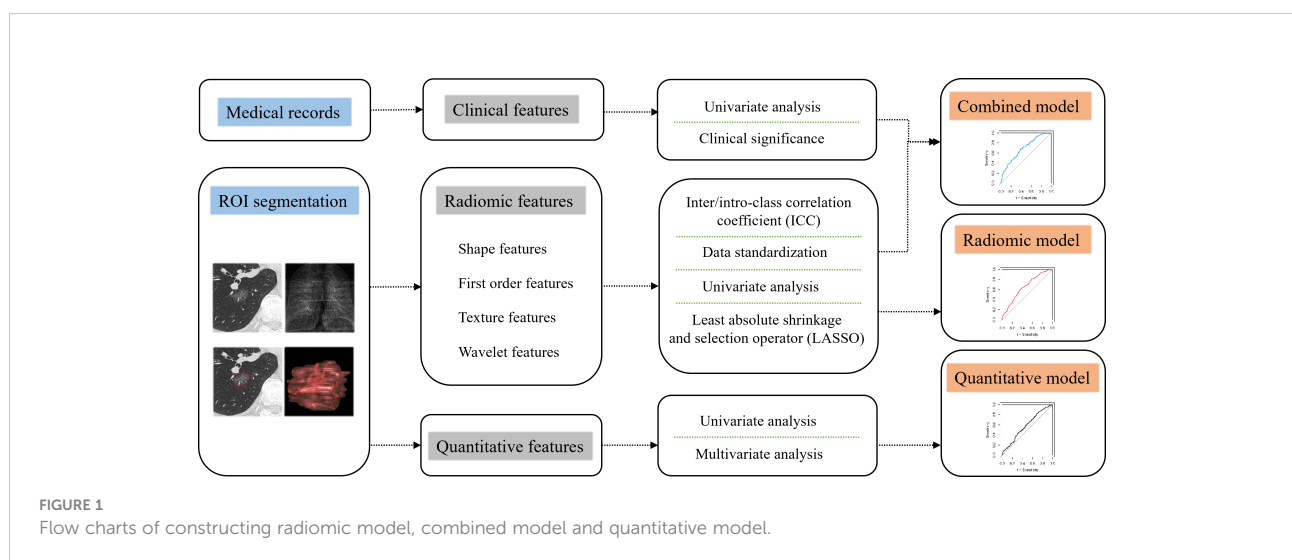 Medical records
Clinical features
Univariate analysis
Clinical significance
Combined model
ROI segmentation
Radiomic features
Shape features
First order features
Texture features
Wavelet features
Inter/intro-class correlation
coefficient (ICC)
Data standardization
Univariate analysis
Least absolute shrinkage
and selection operator (LASSO)
Radiomic model
Quantitative features
Univariate analysis
Multivariate analysis
Quantitative model
FIGURE 1
Flow charts of constructing radiomic model, combined model and quantitative model.